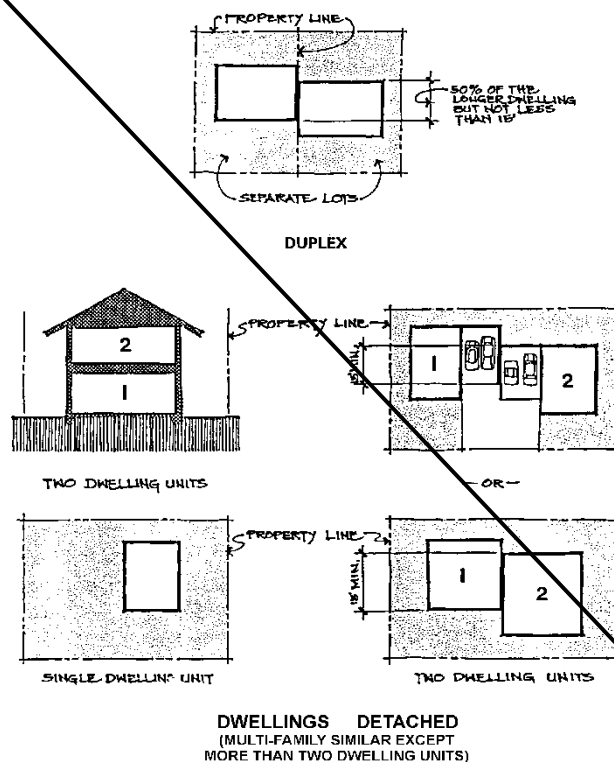 PROPERTY LINE
50% OF THE
LONGER DWELLING
BUT NOT LESS
THAN 15'
SEPARATE LOTS
DUPLEX
2
1
PROPERTY LINE
15' MIN.
1
2
TWO DWELLING UNITS
-OR-
PROPERTY LINE
15' MIN.
1
2
SINGLE DWELLIN UNIT
TWO DWELLING UNITS
DWELLINGS DETACHED
(MULTI-FAMILY SIMILAR EXCEPT
MORE THAN TWO DWELLING UNITS)